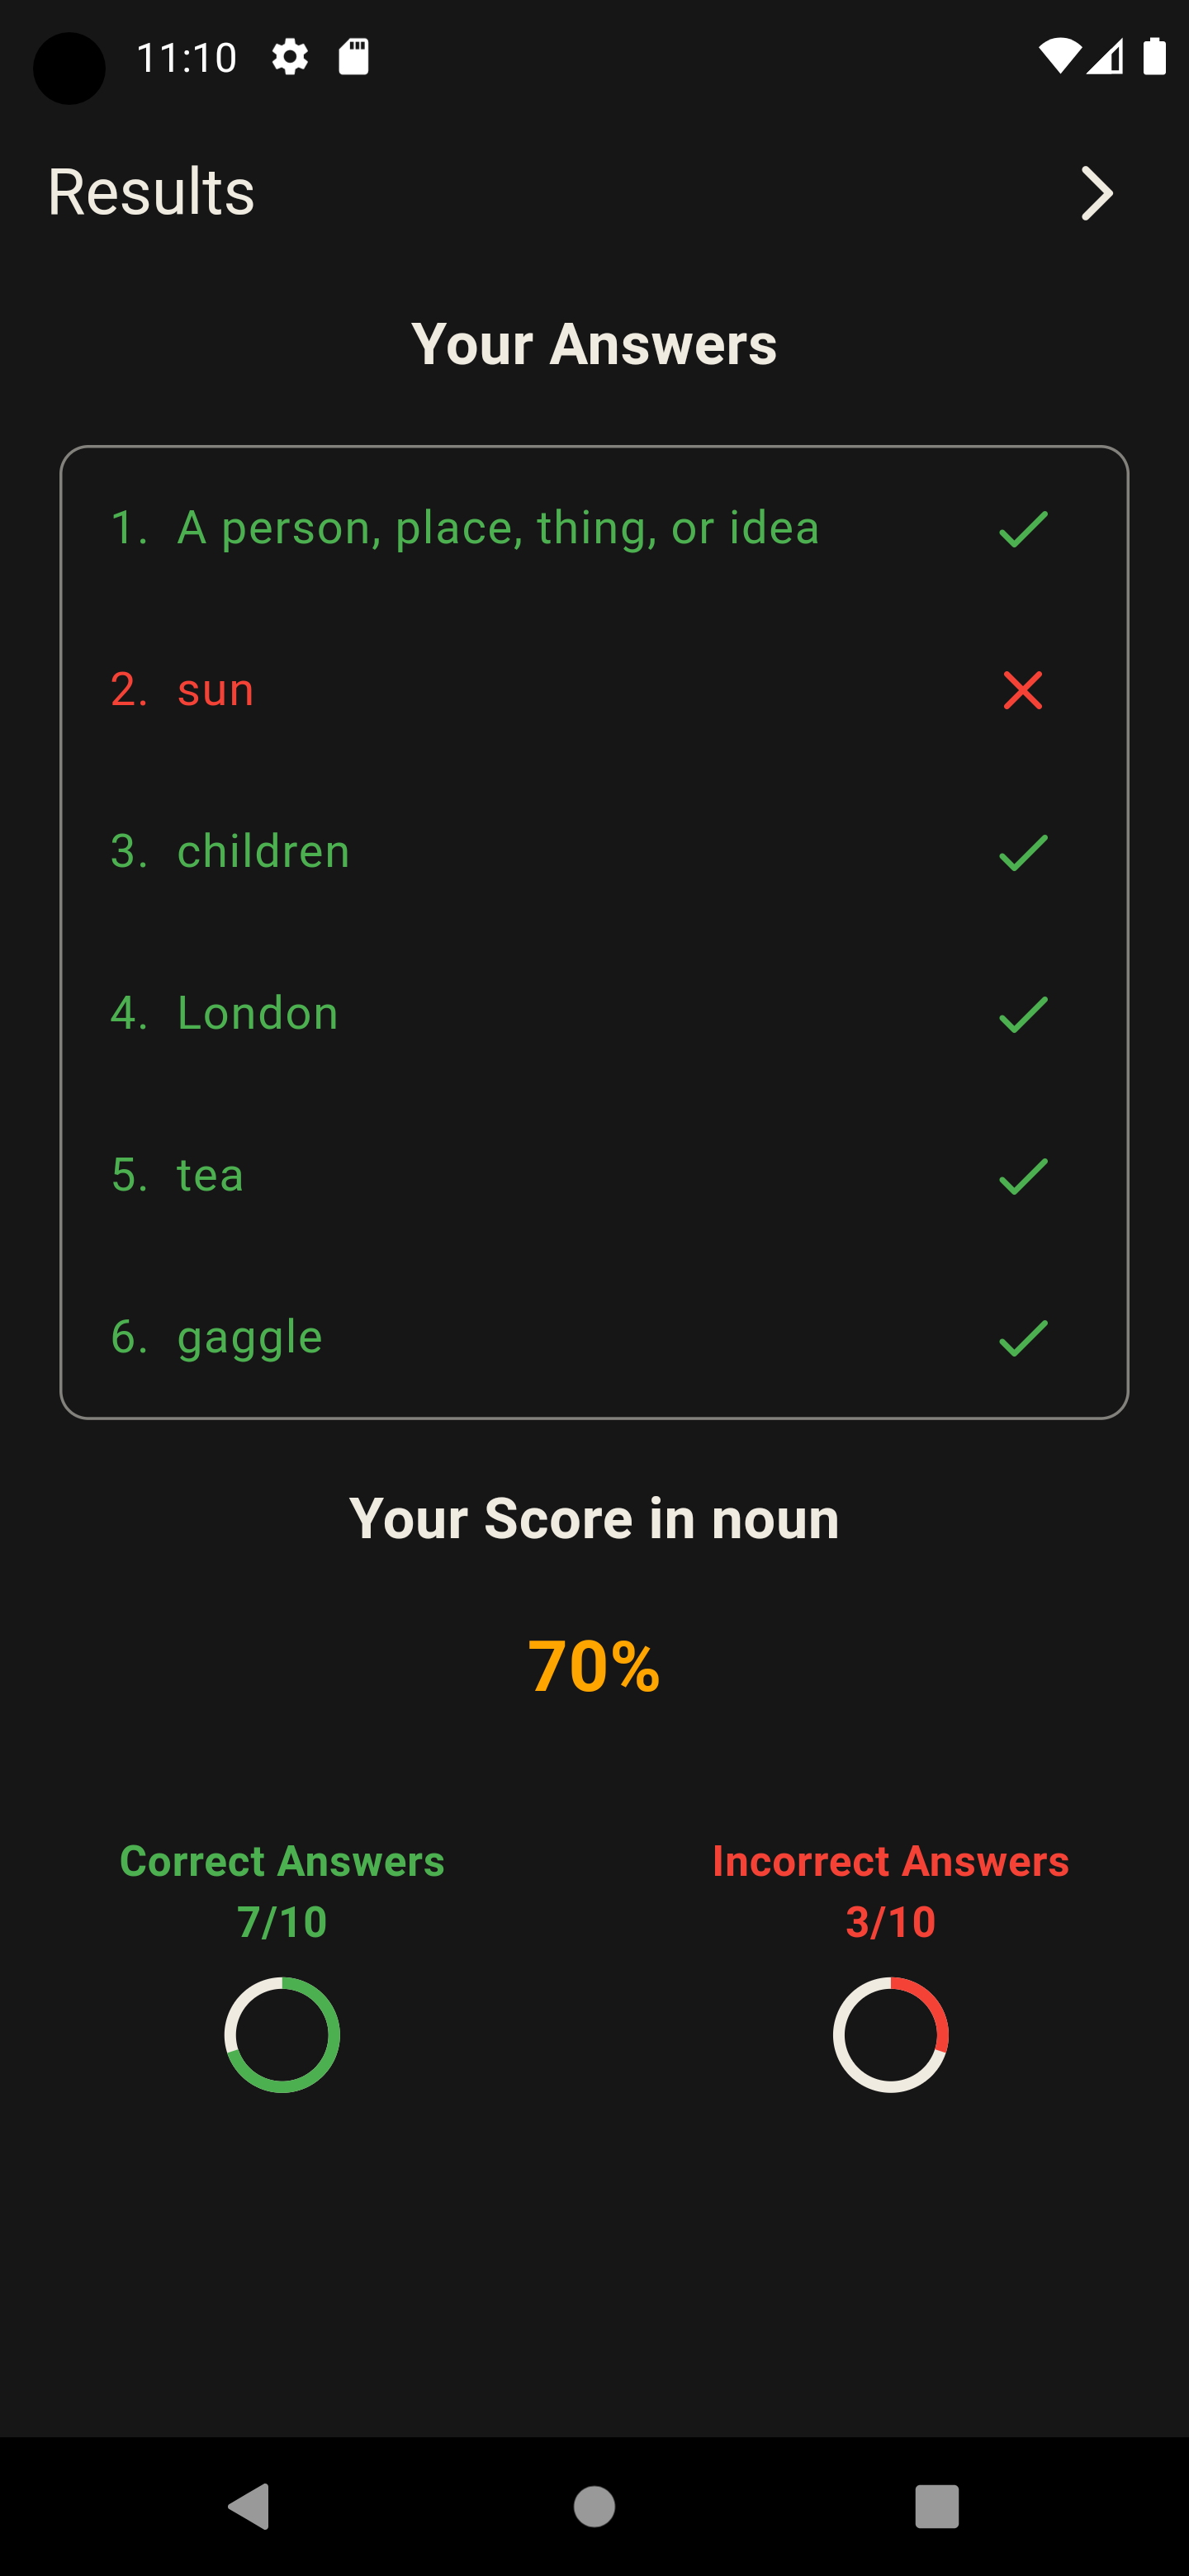 11:10
Results
Your Answers
1. A person, place, thing, or idea
2. sun
3. children
4. London
5. tea
6. gaggle
Your Score in noun
70%
Correct Answers
7/10
Incorrect Answers
3/10